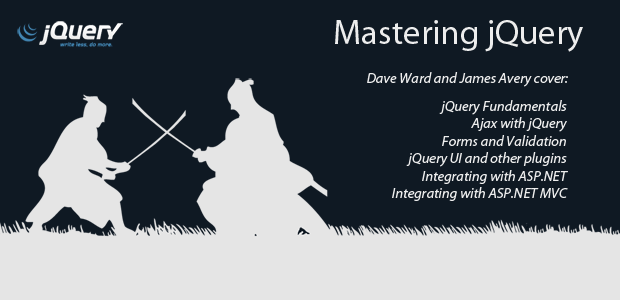 jQuery
write less, do more.
Mastering jQuery
Dave Ward and James Avery cover:
jQuery Fundamentals
Ajax with jQuery
Forms and Validation
jQuery UI and other plugins
Integrating with ASP.NET
Integrating with ASP.NET MVC